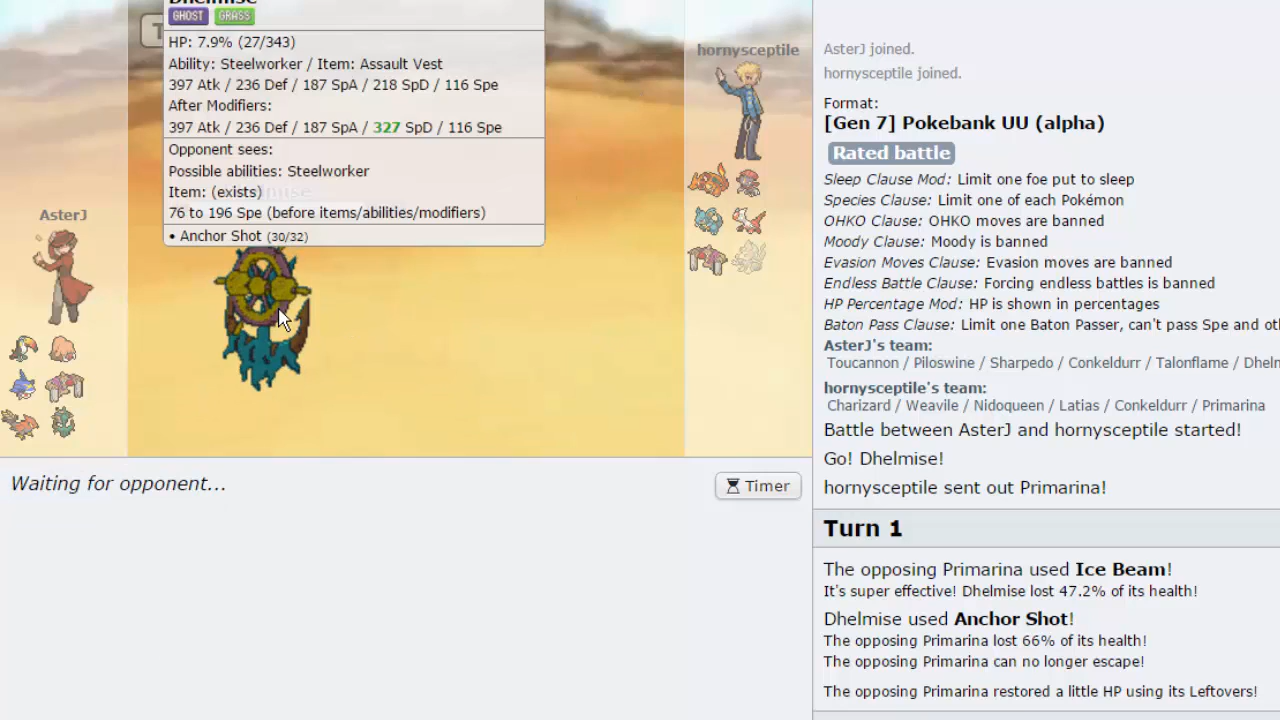 Dhelmise
GHOST GRASS
HP: 7.9% (27/343)
Ability: Steelworker / Item: Assault Vest
397 Atk / 236 Def / 187 SpA / 218 SpD / 116 Spe
After Modifiers:
397 Atk / 236 Def / 187 SpA / 327 SpD / 116 Spe
Opponent sees:
Possible abilities: Steelworker
Item: (exists)
76 to 196 Spe (before items/abilities/modifiers)
• Anchor Shot (30/32)
AsterJ
hornysceptile
Waiting for opponent...
Timer
AsterJ joined.
hornysceptile joined.
Format:
[Gen 7] Pokebank UU (alpha)
Rated battle
Sleep Clause Mod: Limit one foe put to sleep
Species Clause: Limit one of each Pokémon
OHKO Clause: OHKO moves are banned
Moody Clause: Moody is banned
Evasion Moves Clause: Evasion moves are banned
Endless Battle Clause: Forcing endless battles is banned
HP Percentage Mod: HP is shown in percentages
Baton Pass Clause: Limit one Baton Passer, can't pass Spe and oth
AsterJ's team:
Toucannon / Piloswine / Sharpedo / Conkeldurr / Talonflame / Dheln
hornysceptile's team:
Charizard / Weavile / Nidoqueen / Latias / Conkeldurr / Primarina
Battle between AsterJ and hornysceptile started!
Go! Dhelmise!
hornysceptile sent out Primarina!
Turn 1
The opposing Primarina used Ice Beam!
It's super effective! Dhelmise lost 47.2% of its health!
Dhelmise used Anchor Shot!
The opposing Primarina lost 66% of its health!
The opposing Primarina can no longer escape!
The opposing Primarina restored a little HP using its Leftovers!